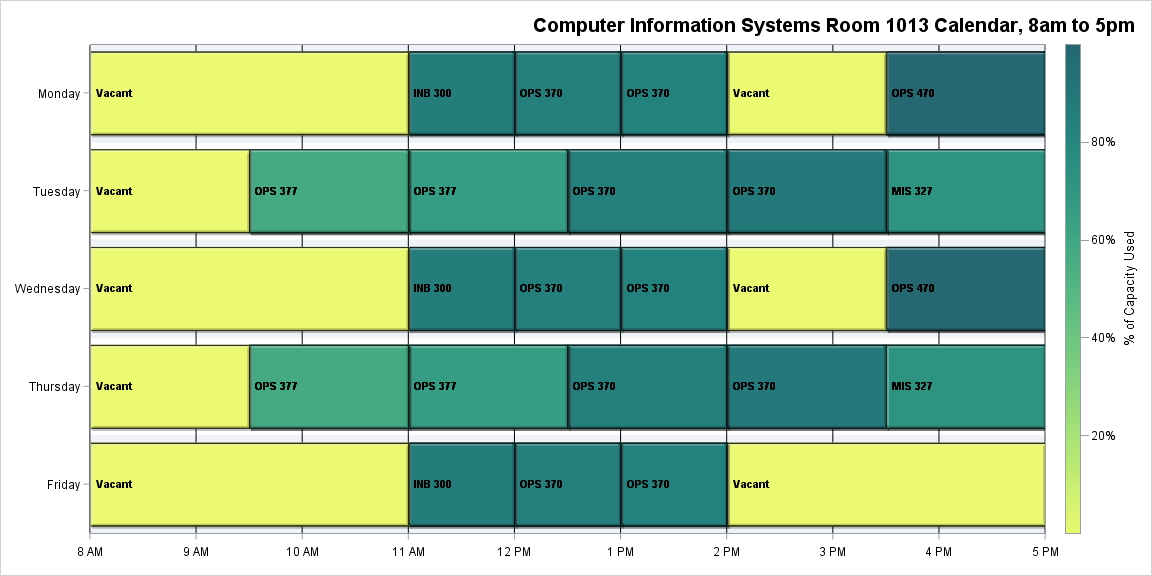 Computer Information Systems Room 1013 Calendar, 8am to 5pm
Monday Vacant INB 300 OPS 370 OPS 370 Vacant OPS 470
Tuesday Vacant OPS 377 OPS 377 OPS 370 OPS 370 MIS 327
Wednesday Vacant INB 300 OPS 370 OPS 370 Vacant OPS 470
Thursday Vacant OPS 377 OPS 377 OPS 370 OPS 370 MIS 327
Friday Vacant INB 300 OPS 370 OPS 370 Vacant
8 AM 9 AM 10 AM 11 AM 12 PM 1 PM 2 PM 3 PM 4 PM 5 PM
80%
60%
40%
20%
% of Capacity Used